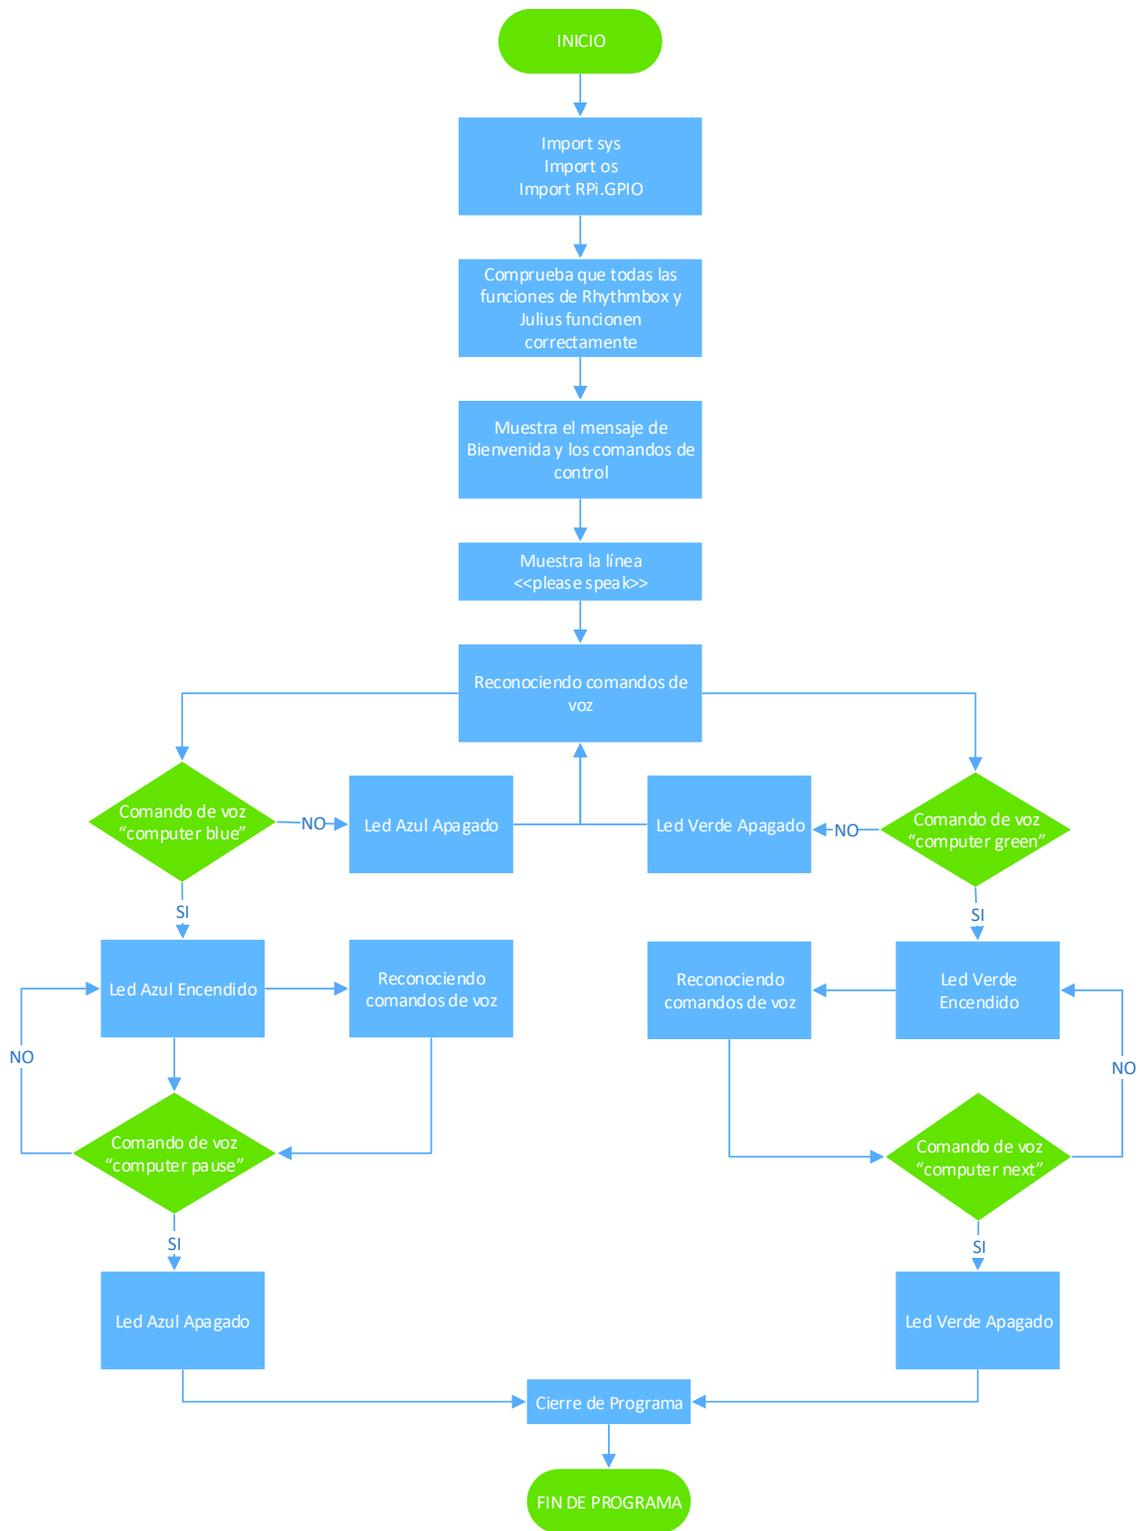 INICIO
Import sys
Import os
Import RPi.GPIO
Comprueba que todas las
funciones de Rhythmbox y
Julius funcionen
correctamente
Muestra el mensaje de
Bienvenida y los comandos de
control
Muestra la línea
<<please speak>>
Reconociendo comandos de
voz
Comando de voz
“computer blue”
NO
Led Azul Apagado
Led Verde Apagado
NO
Comando de voz
“computer green”
SI
SI
Led Azul Encendido
Reconociendo
comandos de voz
Reconociendo
comandos de voz
Led Verde
Encendido
NO
NO
Comando de voz
“computer pause”
Comando de voz
“computer next”
SI
SI
Led Azul Apagado
Led Verde Apagado
Cierre de Programa
FIN DE PROGRAMA